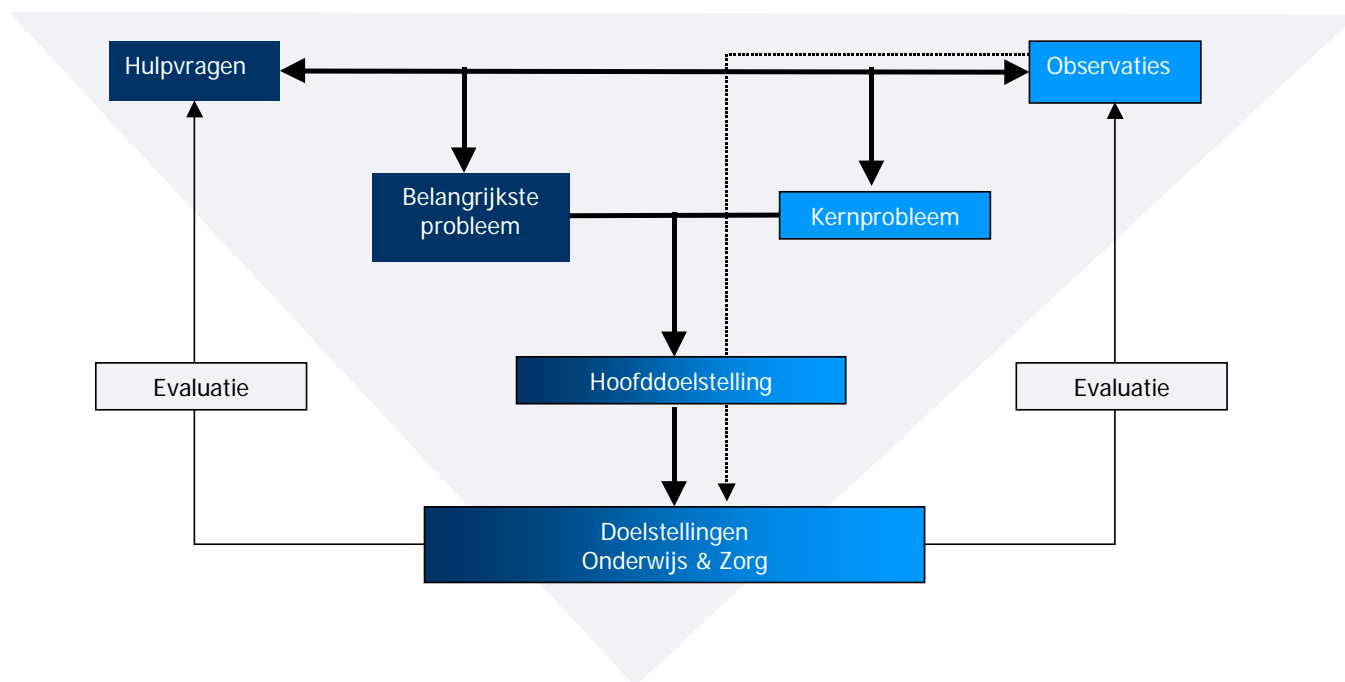 Hulpvragen
Observaties
Belangrijkste
probleem
Kernprobleem
Hoofddoelstelling
Evaluatie
Evaluatie
Doelstellingen
Onderwijs & Zorg